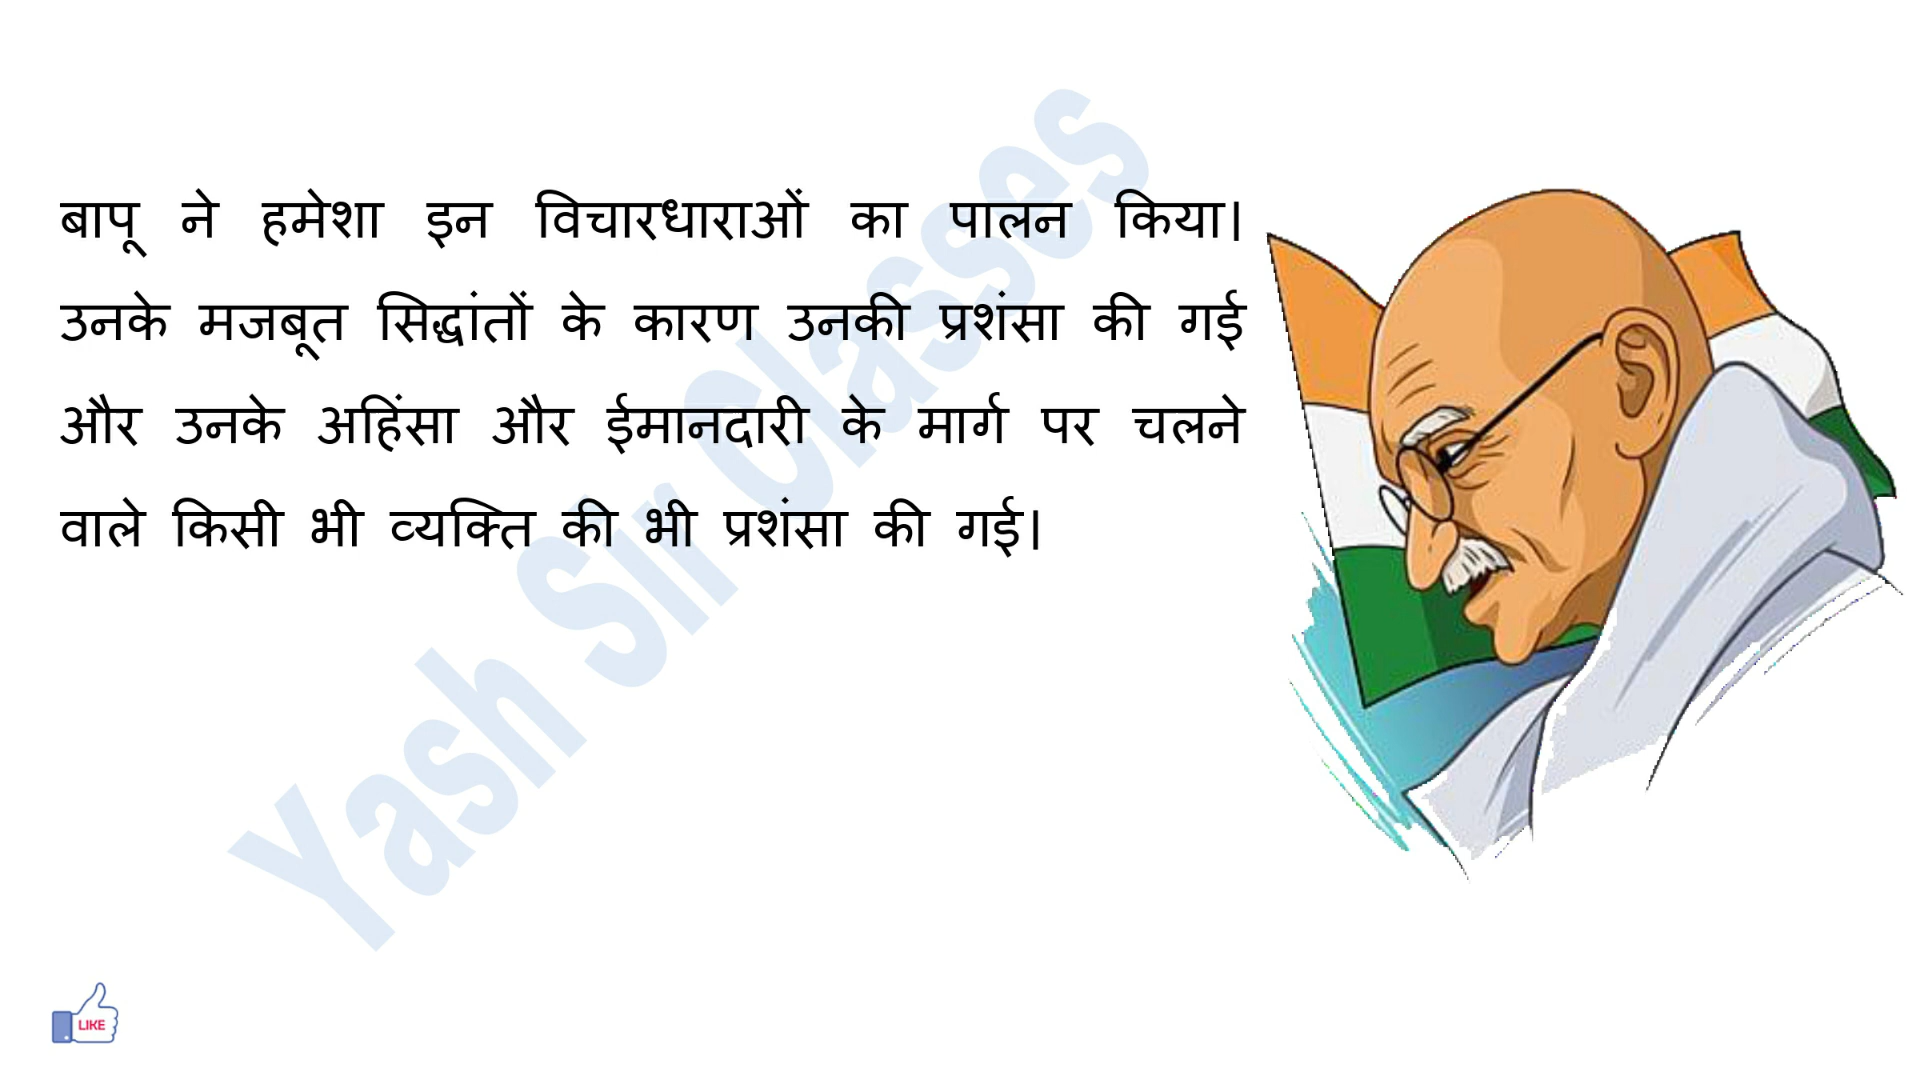 बापू ने हमेशा इन विचारधाराओं का पालन किया।
उनके मजबूत सिद्धांतों के कारण उनकी प्रशंसा की गई
और उनके अहिंसा और ईमानदारी के मार्ग पर चलने
वाले किसी भी व्यक्ति की भी प्रशंसा की गई।
Yash Sir Classes
LIKE